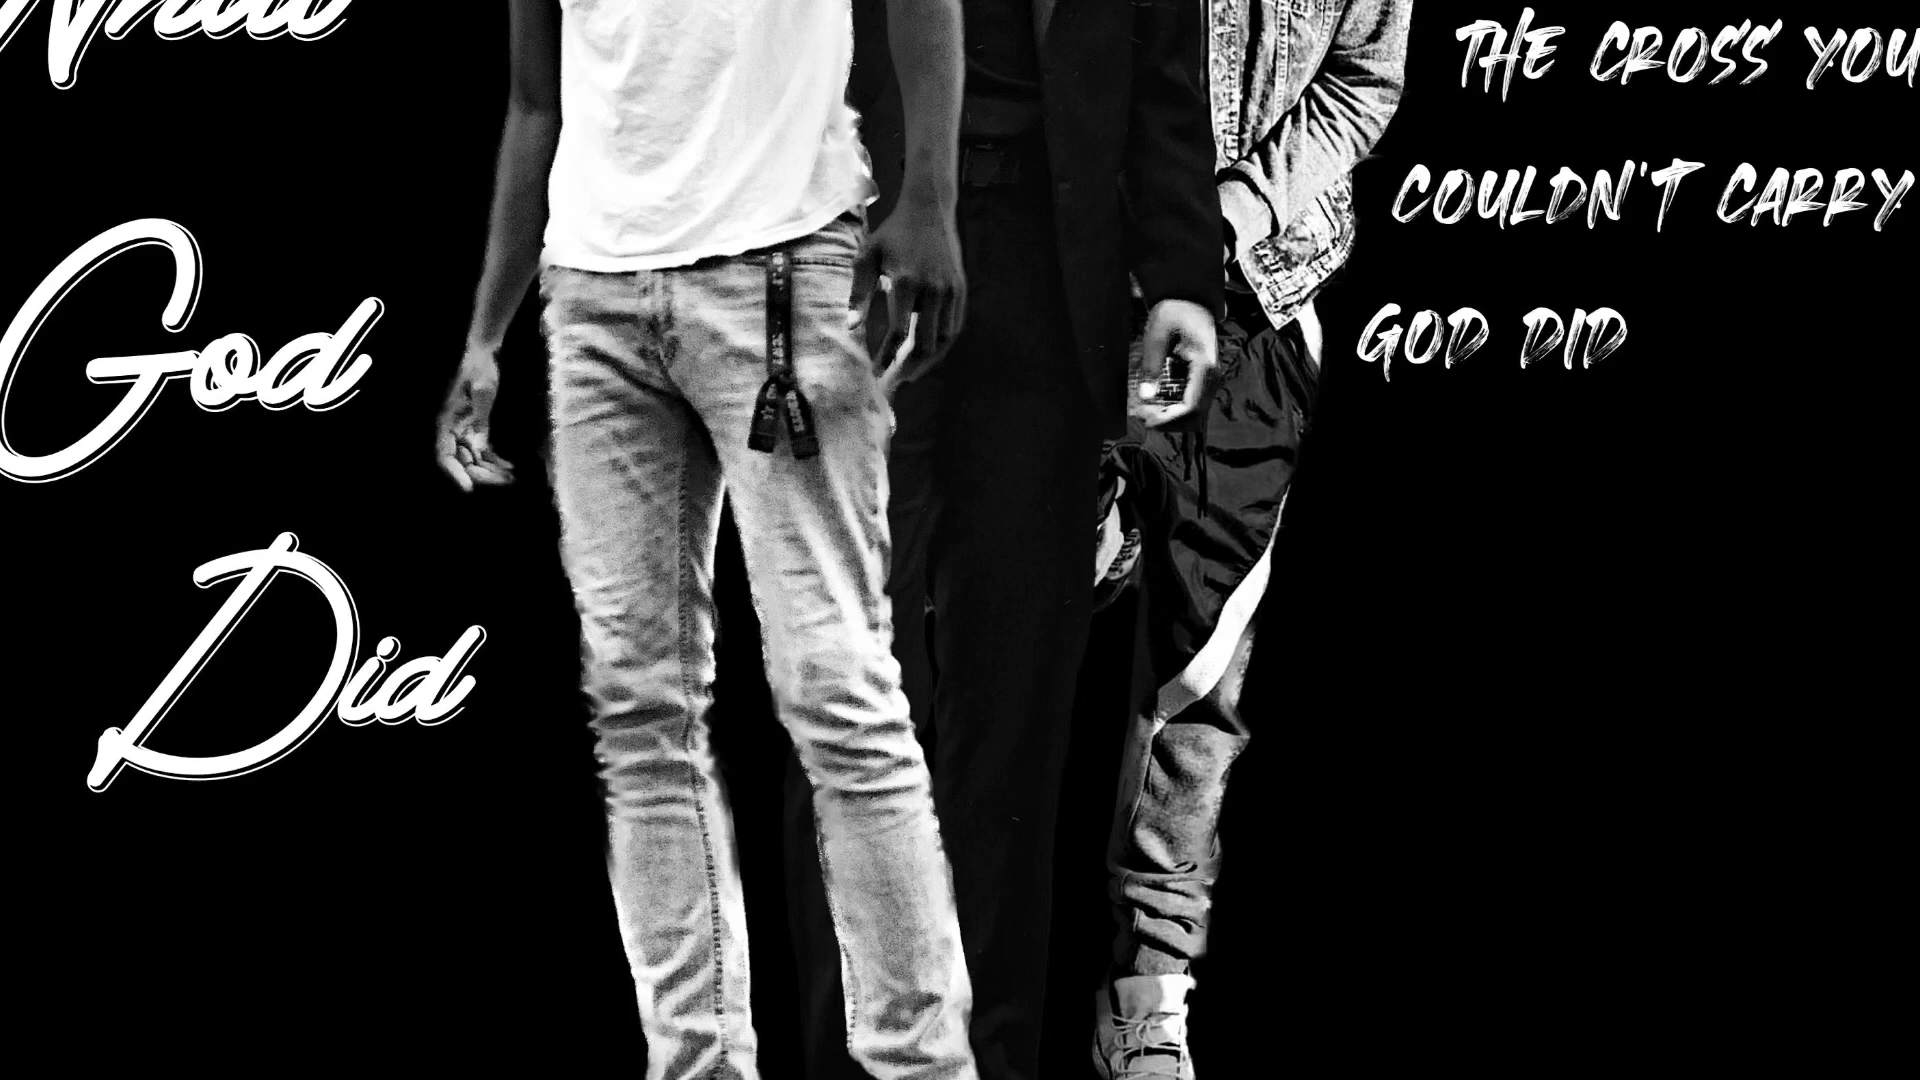 God
Did
THE CROSS YOU
COULDN'T CARRY
GOD DID